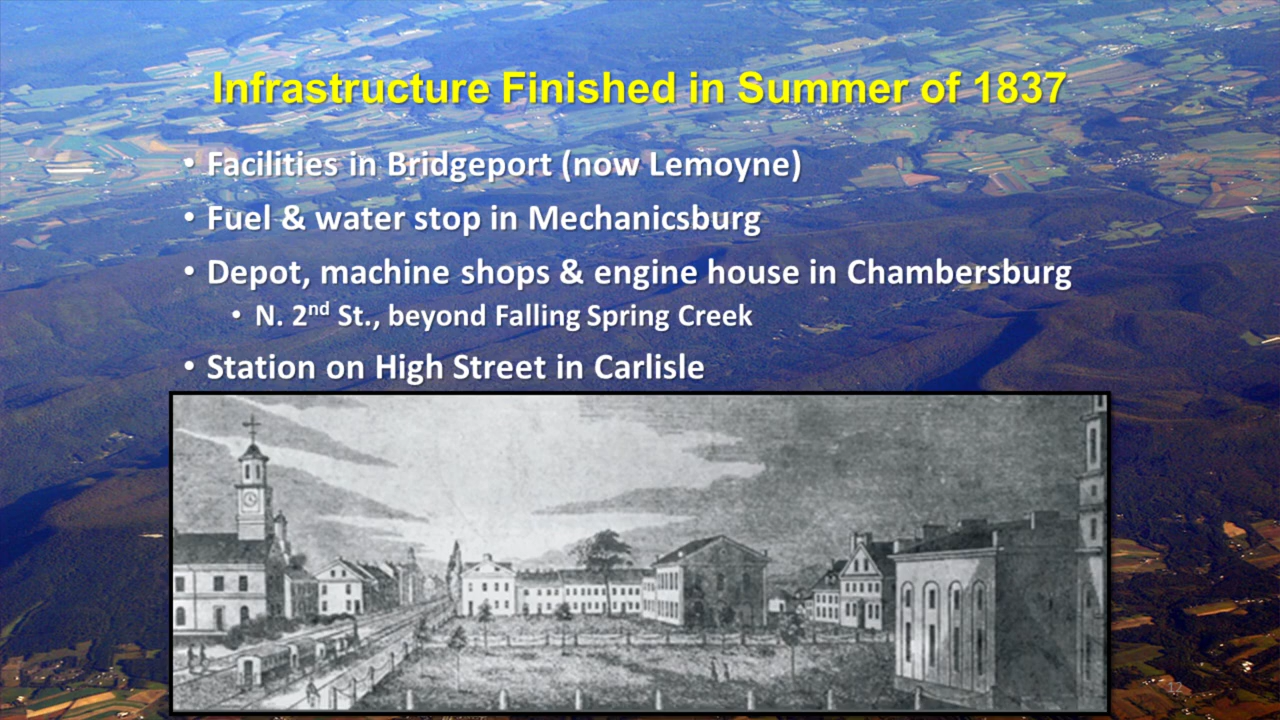 Infrastructure Finished in Summer of 1837
• Facilities in Bridgeport (now Lemoyne)
• Fuel & water stop in Mechanicsburg
• Depot, machine shops & engine house in Chambersburg
• N. 2nd St., beyond Falling Spring Creek
• Station on High Street in Carlisle
12